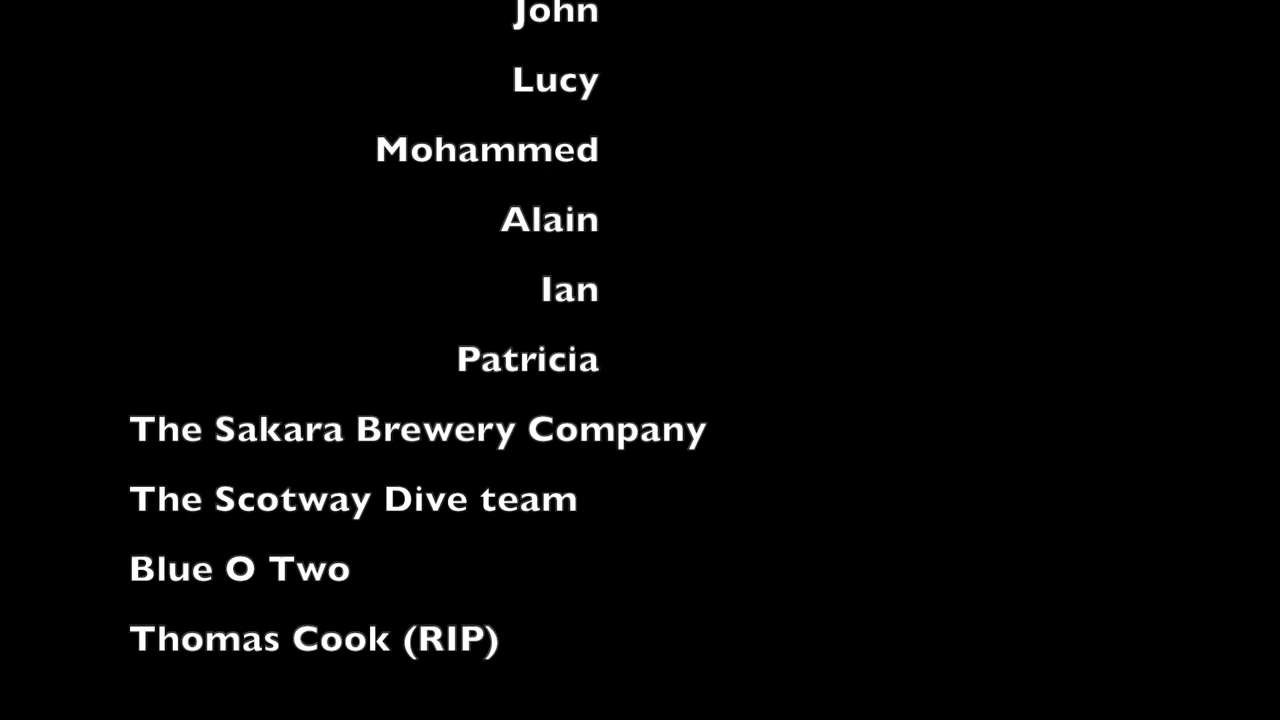 John
Lucy
Mohammed
Alain
Ian
Patricia
The Sakara Brewery Company
The Scotway Dive team
Blue O Two
Thomas Cook (RIP)